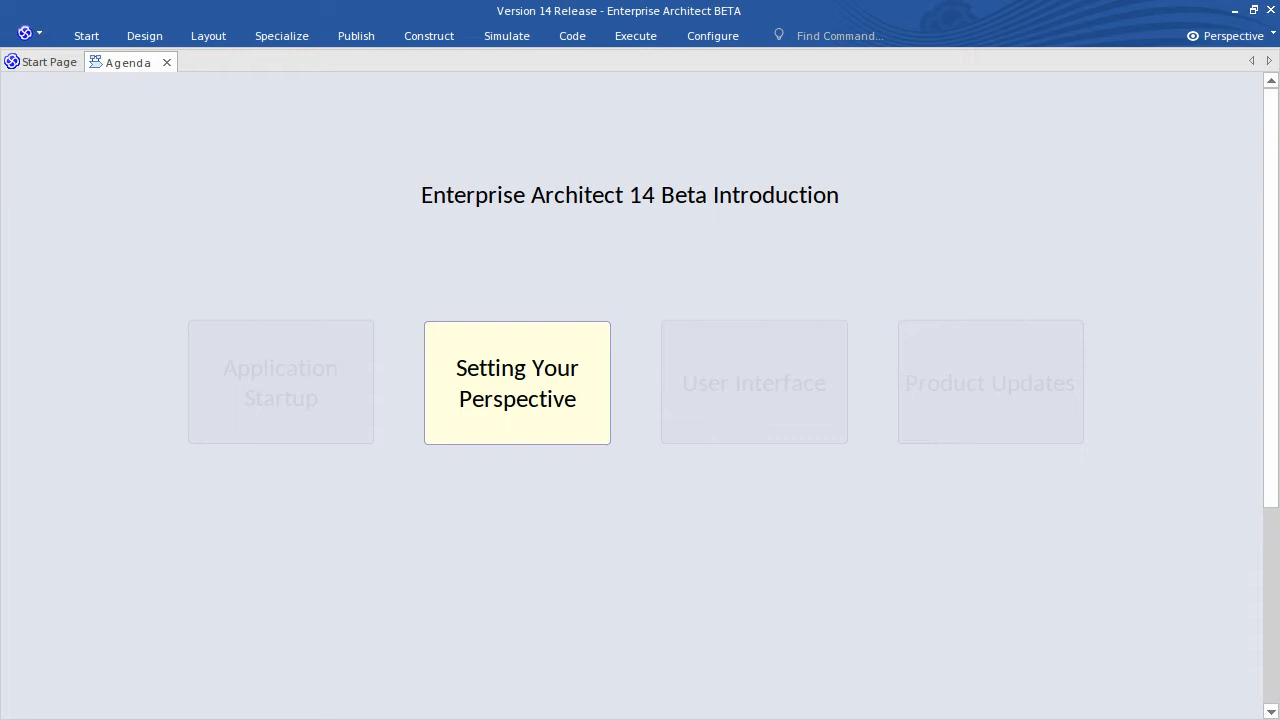 Version 14 Release - Enterprise Architect BETA
Start Design Layout Specialize Publish Construct Simulate Code Execute Configure Find Command... Perspective
Start Page Agenda
Enterprise Architect 14 Beta Introduction
Application
Startup
Setting Your
Perspective
User Interface
Product Updates